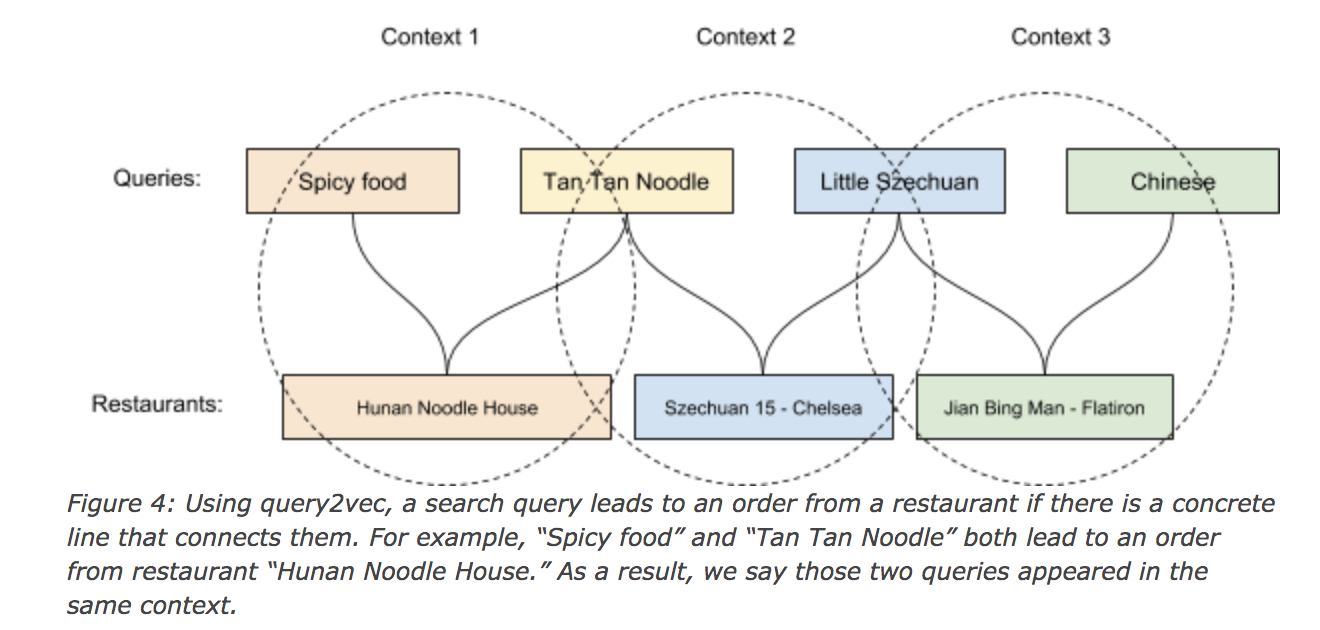 Context 1 Context 2 Context 3
Queries: Spicy food Tan Tan Noodle Little Szechuan Chinese
Restaurants: Hunan Noodle House Szechuan 15 - Chelsea Jian Bing Man - Flatiron
Figure 4: Using query2vec, a search query leads to an order from a restaurant if there is a concrete
line that connects them. For example, “Spicy food” and “Tan Tan Noodle” both lead to an order
from restaurant “Hunan Noodle House.” As a result, we say those two queries appeared in the
same context.